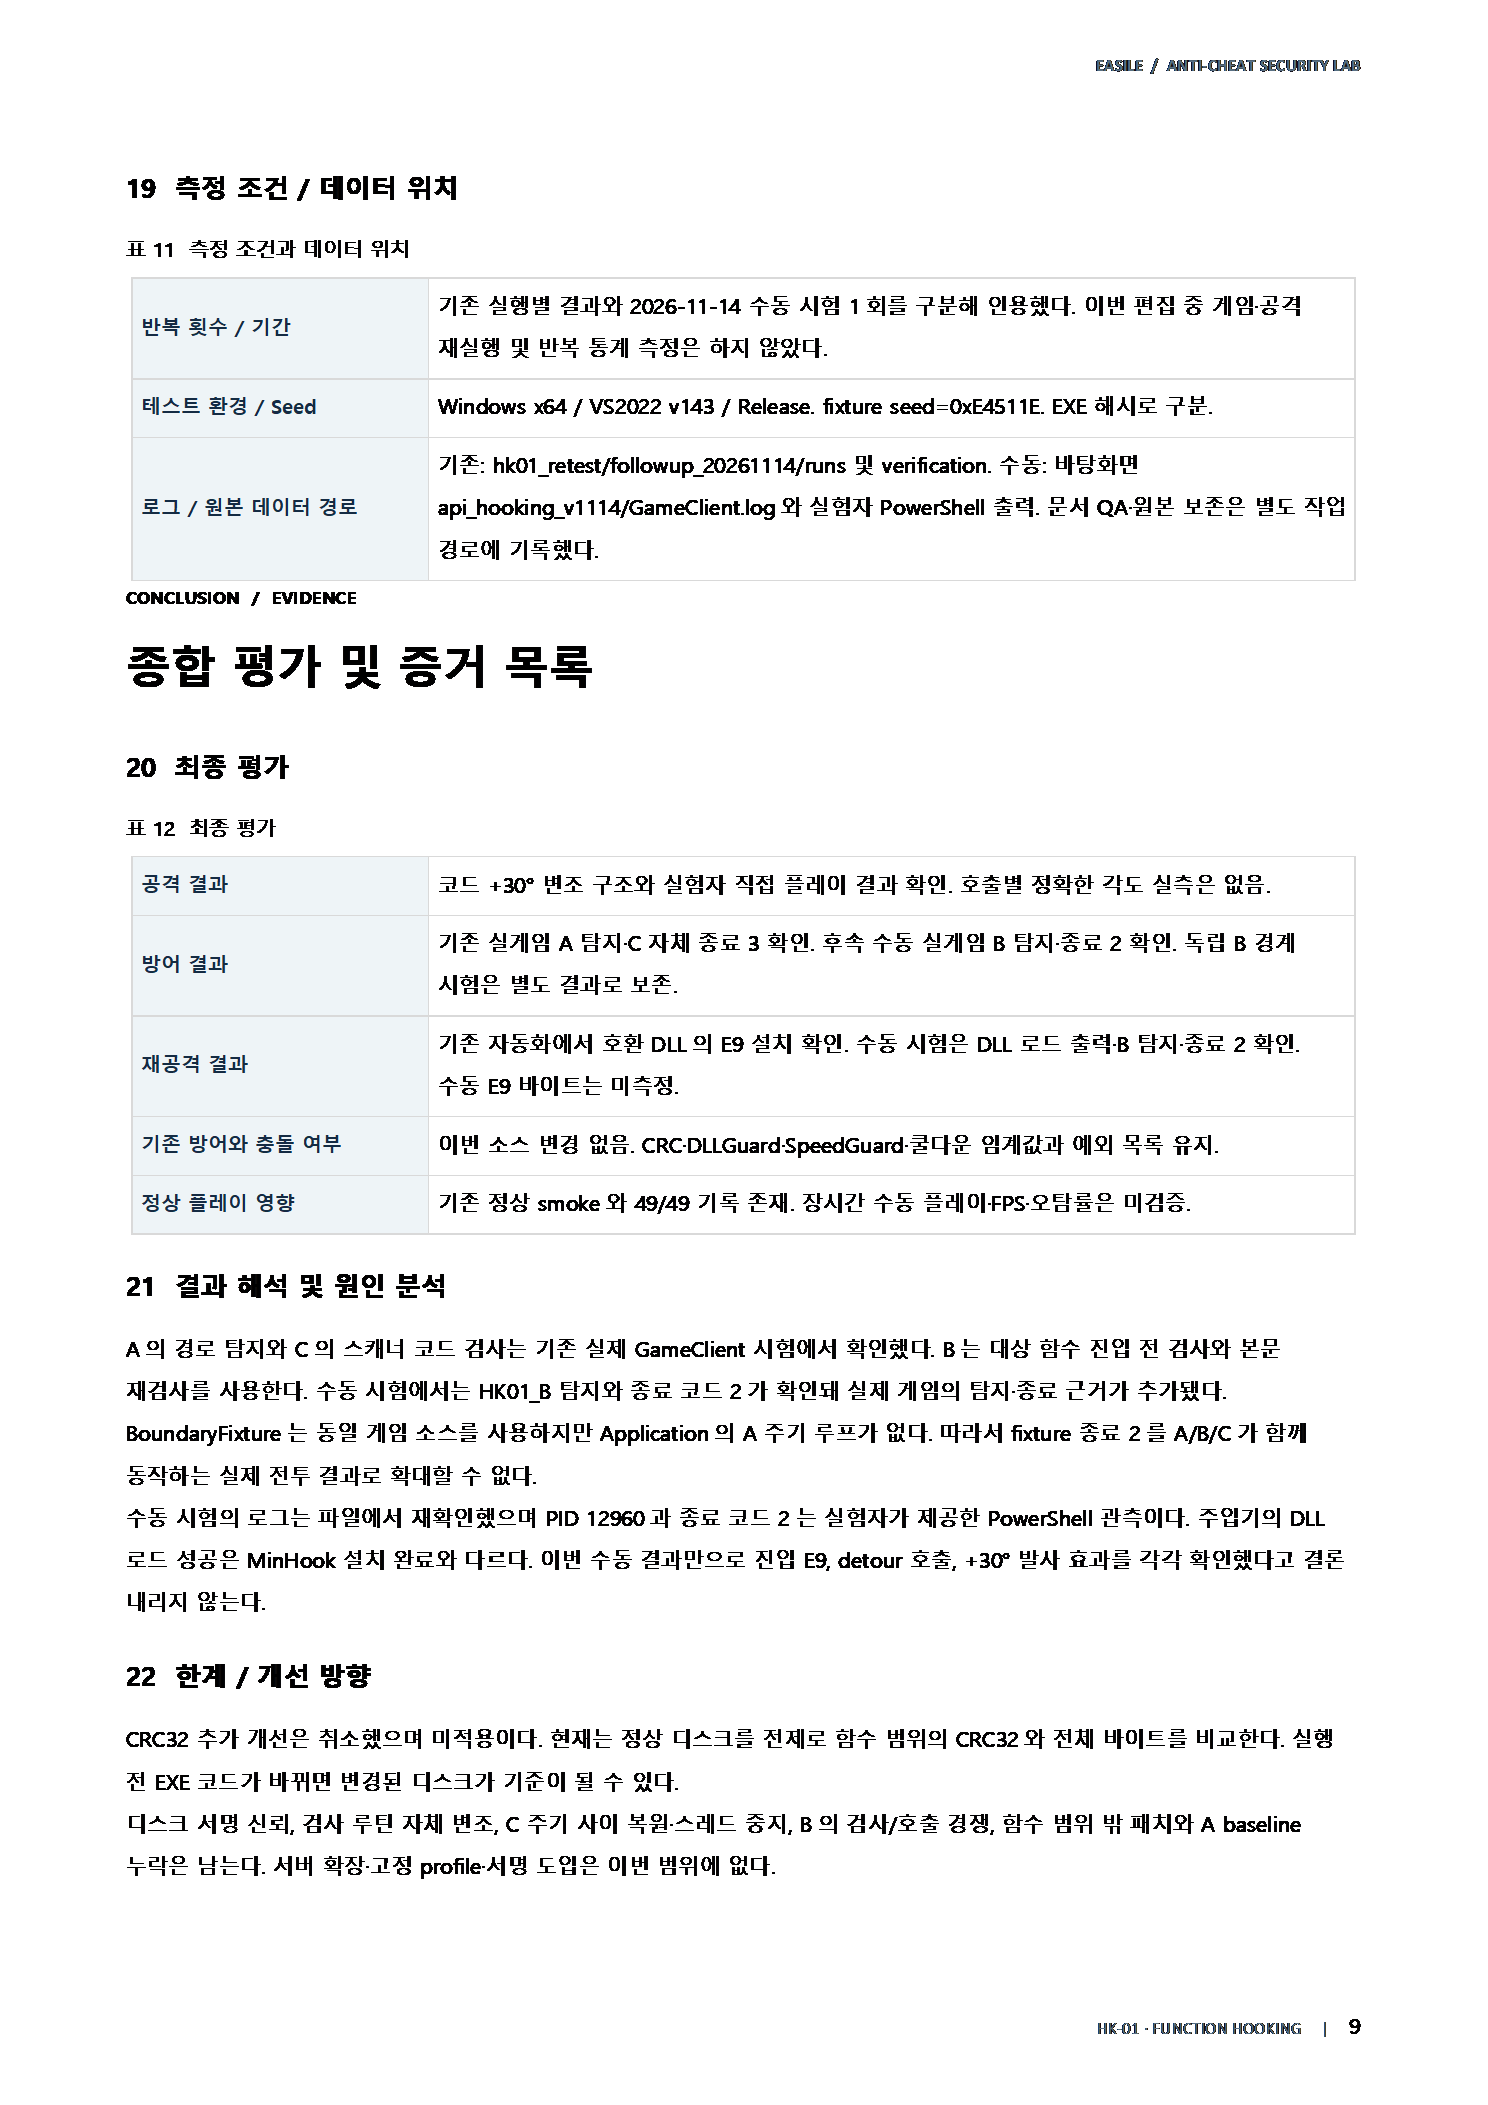 EASILE / ANTI-CHEAT SECURITY LAB
19 측정 조건 / 데이터 위치
표 11 측정 조건과 데이터 위치
반복 횟수 / 기간
기존 실행별 결과와 2026-11-14 수동 시험 1 회를 구분해 인용했다. 이번 편집 중 게임·공격
재실행 및 반복 통계 측정은 하지 않았다.
테스트 환경 / Seed
Windows x64 / VS2022 v143 / Release. fixture seed=0xE4511E. EXE 해시로 구분.
로그 / 원본 데이터 경로
기존: hk01_retest/followup_20261114/runs 및 verification. 수동: 바탕화면
api_hooking_v1114/GameClient.log 와 실험자 PowerShell 출력. 문서 QA·원본 보존은 별도 작업
경로에 기록했다.
CONCLUSION / EVIDENCE
종합 평가 및 증거 목록
20 최종 평가
표 12 최종 평가
공격 결과
코드 +30° 변조 구조와 실험자 직접 플레이 결과 확인. 호출별 정확한 각도 실측은 없음.
방어 결과
기존 실게임 A 탐지·C 자체 종료 3 확인. 후속 수동 실게임 B 탐지·종료 2 확인. 독립 B 경계
시험은 별도 결과로 보존.
재공격 결과
기존 자동화에서 호환 DLL 의 E9 설치 확인. 수동 시험은 DLL 로드 출력·B 탐지·종료 2 확인.
수동 E9 바이트는 미측정.
기존 방어와 충돌 여부
이번 소스 변경 없음. CRC·DLLGuard·SpeedGuard·쿨다운 임계값과 예외 목록 유지.
정상 플레이 영향
기존 정상 smoke 와 49/49 기록 존재. 장시간 수동 플레이·FPS·오탐률은 미검증.
21 결과 해석 및 원인 분석
A 의 경로 탐지와 C 의 스캐너 코드 검사는 기존 실제 GameClient 시험에서 확인했다. B 는 대상 함수 진입 전 검사와 본문
재검사를 사용한다. 수동 시험에서는 HK01_B 탐지와 종료 코드 2 가 확인돼 실제 게임의 탐지·종료 근거가 추가됐다.
BoundaryFixture 는 동일 게임 소스를 사용하지만 Application 의 A 주기 루프가 없다. 따라서 fixture 종료 2 를 A/B/C 가 함께
동작하는 실제 전투 결과로 확대할 수 없다.
수동 시험의 로그는 파일에서 재확인했으며 PID 12960 과 종료 코드 2 는 실험자가 제공한 PowerShell 관측이다. 주입기의 DLL
로드 성공은 MinHook 설치 완료와 다르다. 이번 수동 결과만으로 진입 E9, detour 호출, +30° 발사 효과를 각각 확인했다고 결론
내리지 않는다.
22 한계 / 개선 방향
CRC32 추가 개선은 취소했으며 미적용이다. 현재는 정상 디스크를 전제로 함수 범위의 CRC32 와 전체 바이트를 비교한다. 실행
전 EXE 코드가 바뀌면 변경된 디스크가 기준이 될 수 있다.
디스크 서명 신뢰, 검사 루틴 자체 변조, C 주기 사이 복원·스레드 중지, B 의 검사/호출 경쟁, 함수 범위 밖 패치와 A baseline
누락은 남는다. 서버 확장·고정 profile·서명 도입은 이번 범위에 없다.
HK-01 · FUNCTION HOOKING | 9